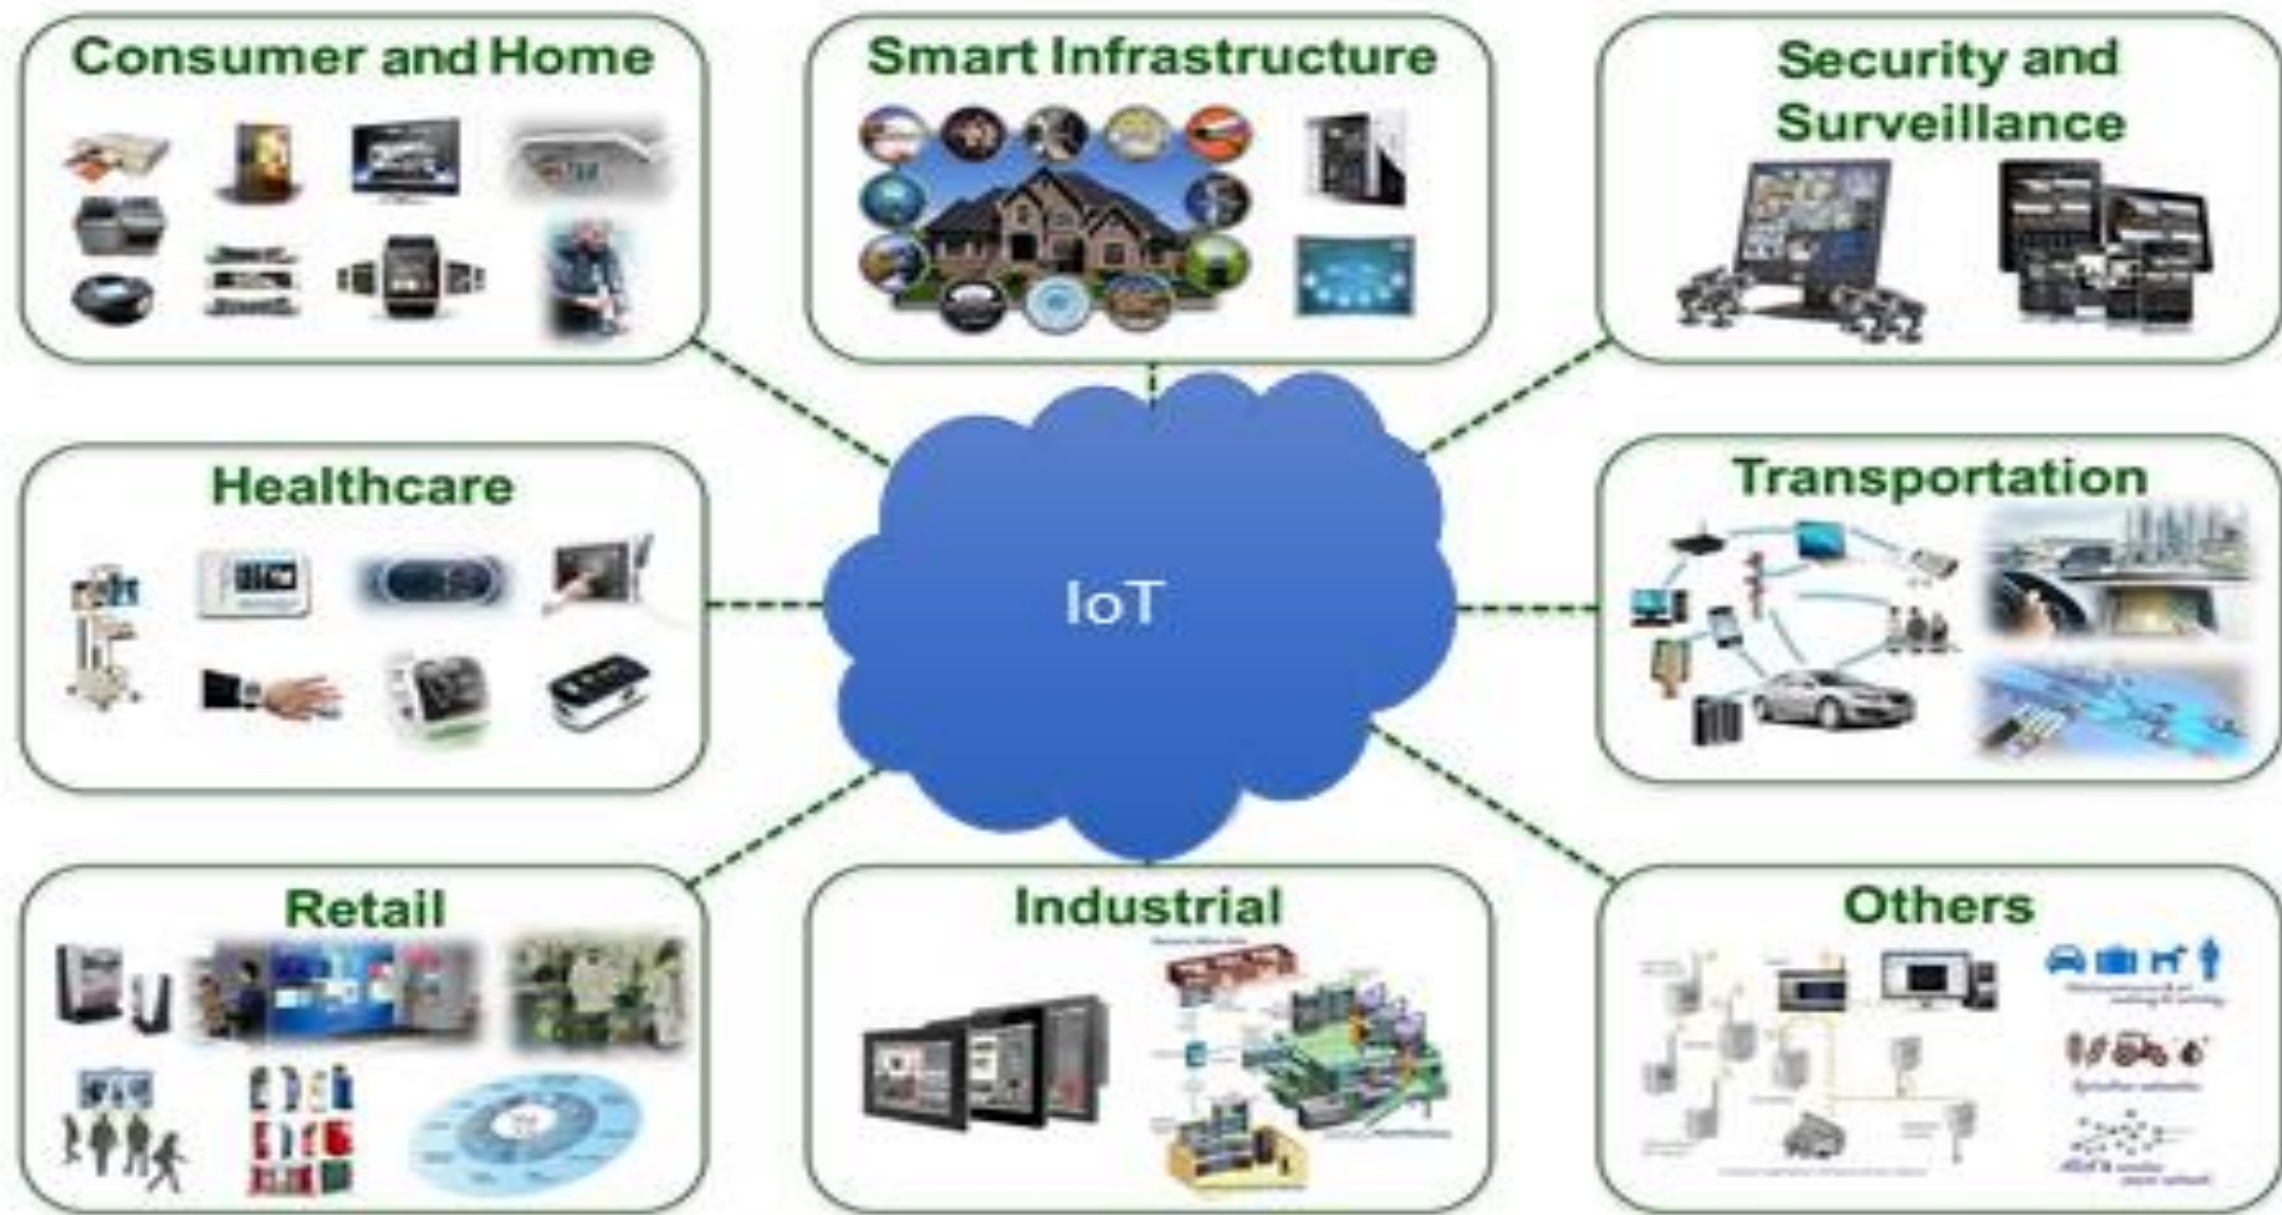 Consumer and Home
Smart Infrastructure
Security and
Surveillance
Healthcare
IoT
Transportation
Retail
Industrial
Others